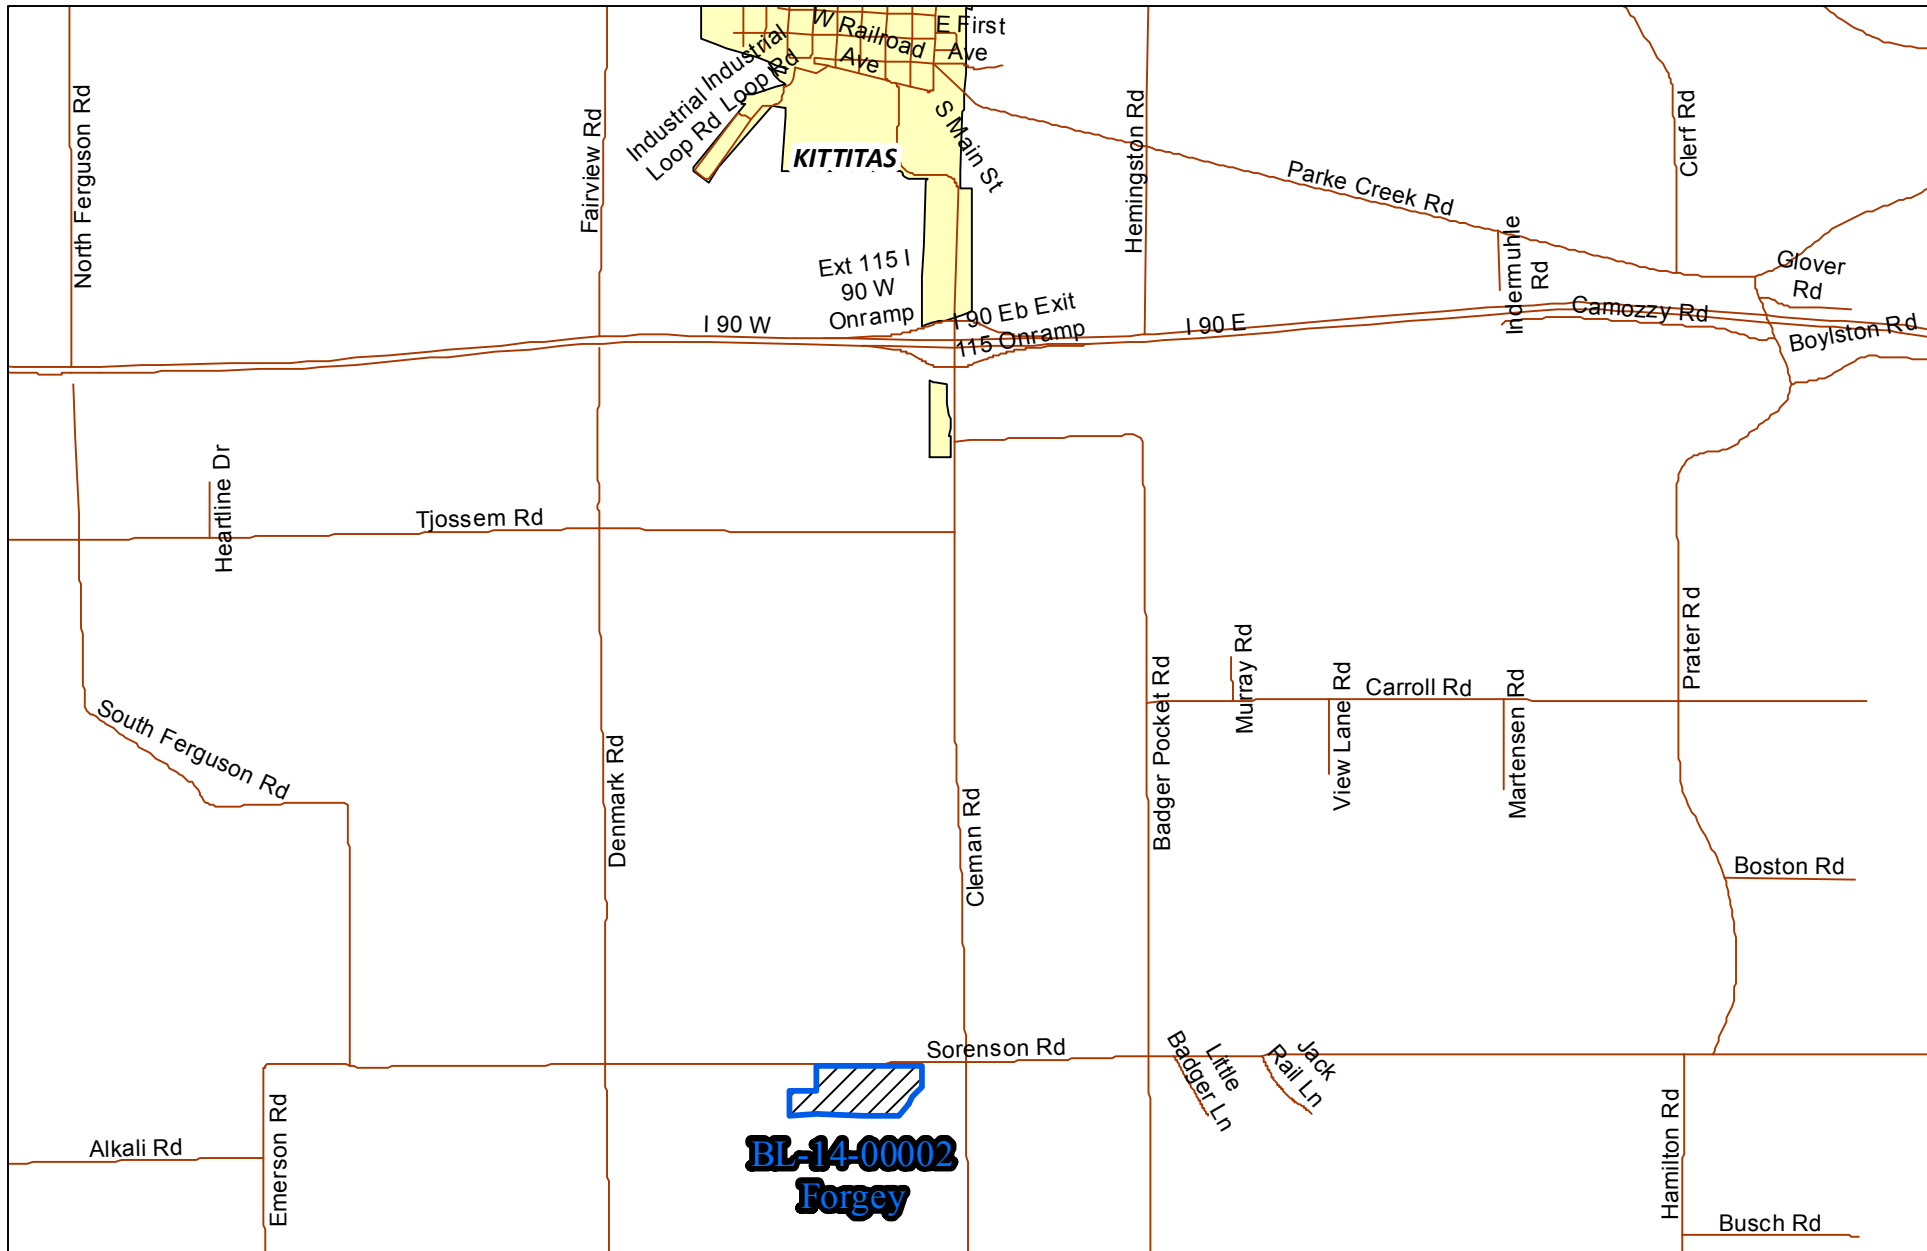 W Railroad
Ave
E First
Ave
Industrial
Loop Rd
Industrial
Loop Rd
S Main St
KITTITAS
North Ferguson Rd
Fairview Rd
Hemingston Rd
Clerf Rd
Parke Creek Rd
Indermuhle
Rd
Glover
Rd
Ext 115 I
90 W
Onramp
I 90 Eb Exit
115 Onramp
I 90 W
I 90 E
Camozzy Rd
Boylston Rd
Heartline Dr
Tjossem Rd
South Ferguson Rd
Denmark Rd
Cleman Rd
Badger Pocket Rd
Murray Rd
View Lane Rd
Carroll Rd
Martensen Rd
Prater Rd
Boston Rd
Sorenson Rd
Little
Badger Ln
Jack
Rail Ln
Alkali Rd
Emerson Rd
BL-14-00002
Forgey
Hamilton Rd
Busch Rd